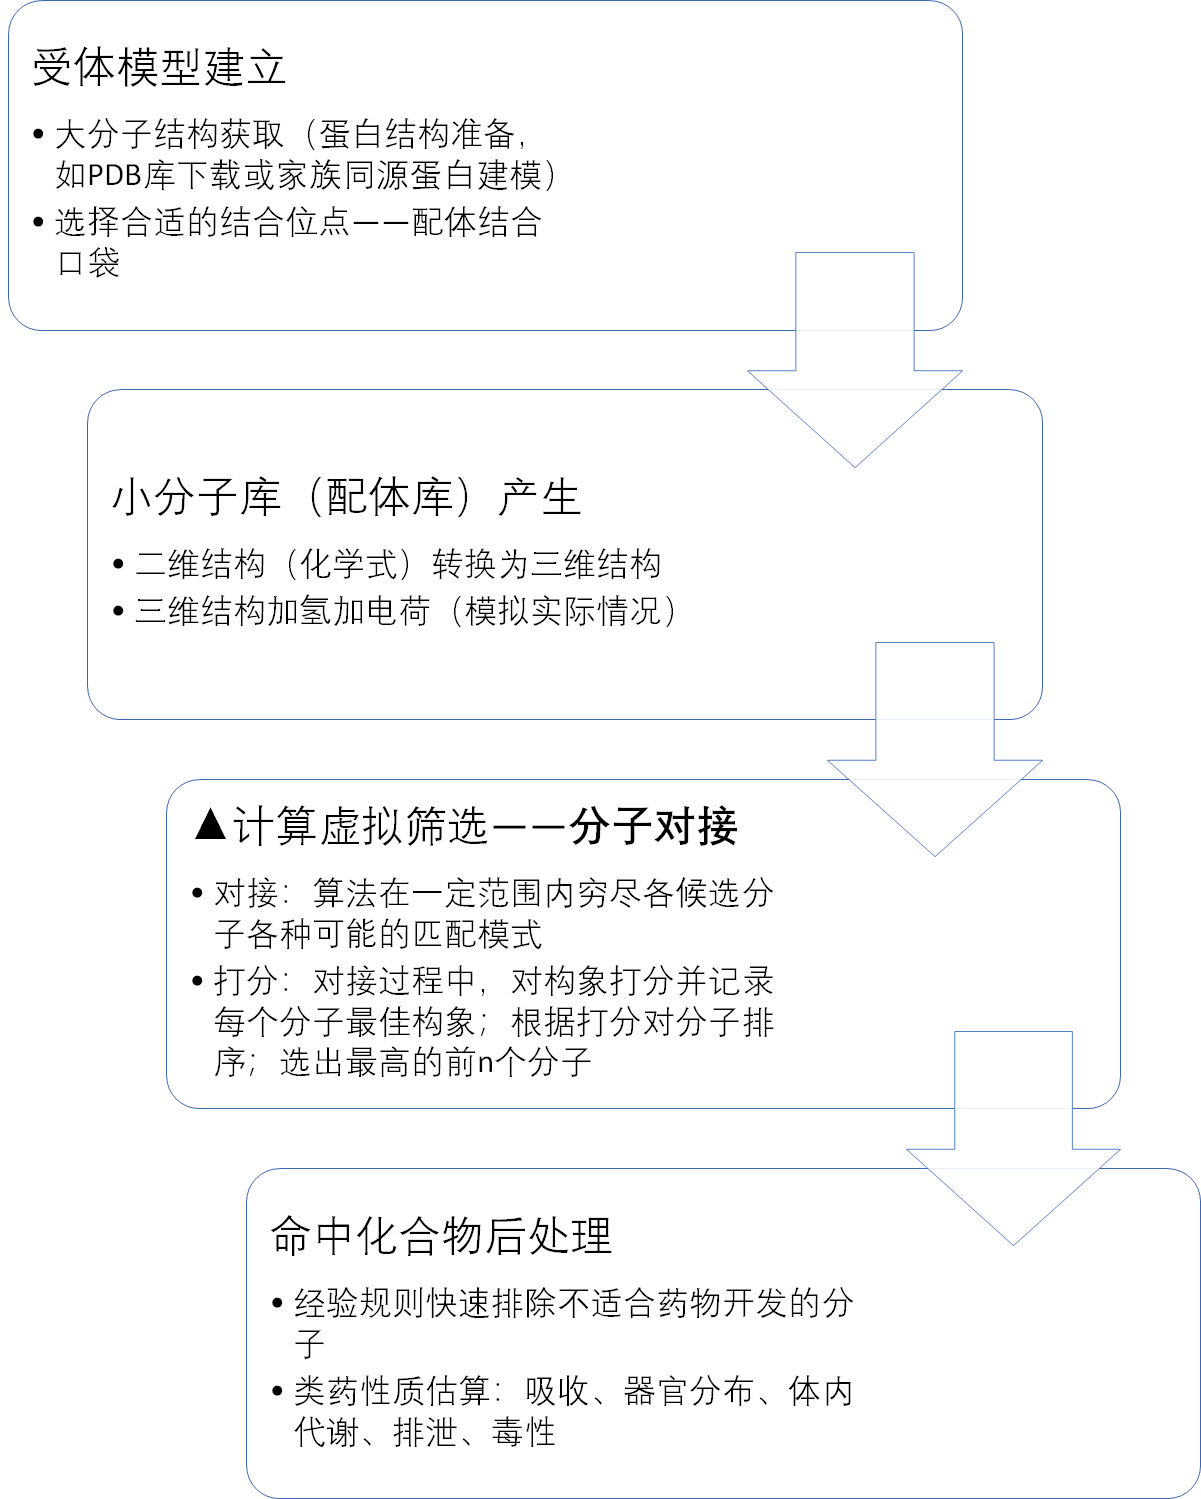 受体模型建立
• 大分子结构获取（蛋白结构准备，
如PDB库下载或家族同源蛋白建模）
• 选择合适的结合位点——配体结合
口袋
小分子库（配体库）产生
• 二维结构（化学式）转换为三维结构
• 三维结构加氢加电荷（模拟实际情况）
▲计算虚拟筛选——分子对接
• 对接：算法在一定范围内穷尽各候选分
子各种可能的匹配模式
• 打分：对接过程中，对构象打分并记录
每个分子最佳构象；根据打分对分子排
序；选出最高的前n个分子
命中化合物后处理
• 经验规则快速排除不适合药物开发的分
子
• 类药性质估算：吸收、器官分布、体内
代谢、排泄、毒性